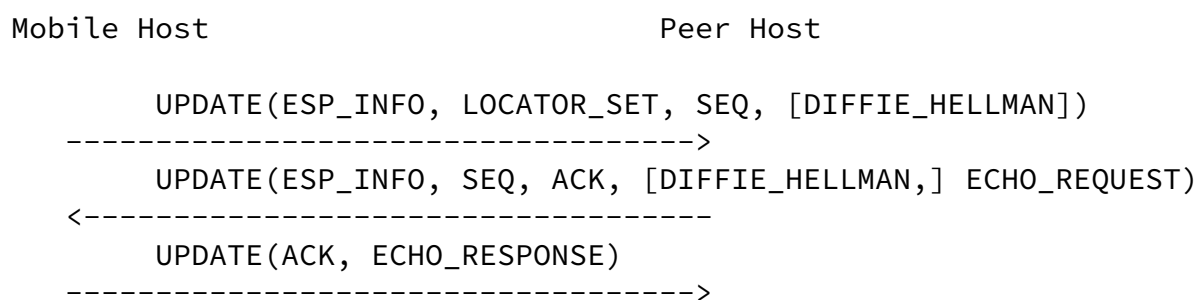 Mobile Host                         Peer Host
UPDATE(ESP_INFO, LOCATOR_SET, SEQ, [DIFFIE_HELLMAN])
----------------------------------->
UPDATE(ESP_INFO, SEQ, ACK, [DIFFIE_HELLMAN,] ECHO_REQUEST)
<-----------------------------------
UPDATE(ACK, ECHO_RESPONSE)
----------------------------------->